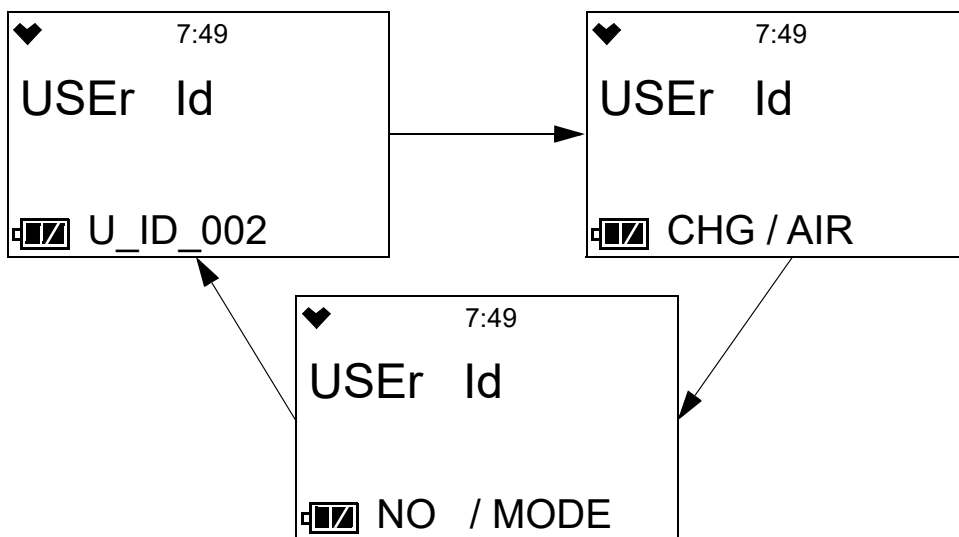 7:49
USEr Id
U_ID_002
7:49
USEr Id
CHG / AIR
7:49
USEr Id
NO / MODE